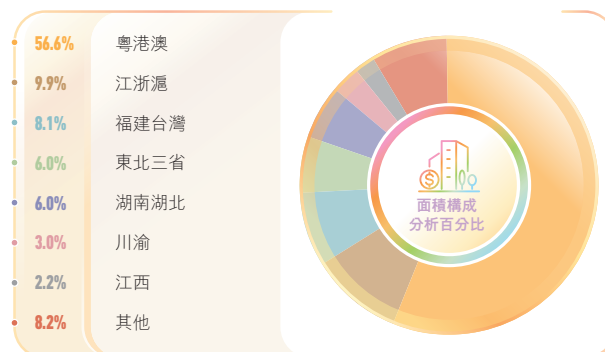 56.6% 粵港澳
9.9% 江浙滬
8.1% 福建台灣
6.0% 東北三省
6.0% 湖南湖北
3.0% 川渝
2.2% 江西
8.2% 其他
$
面積構成
分析百分比